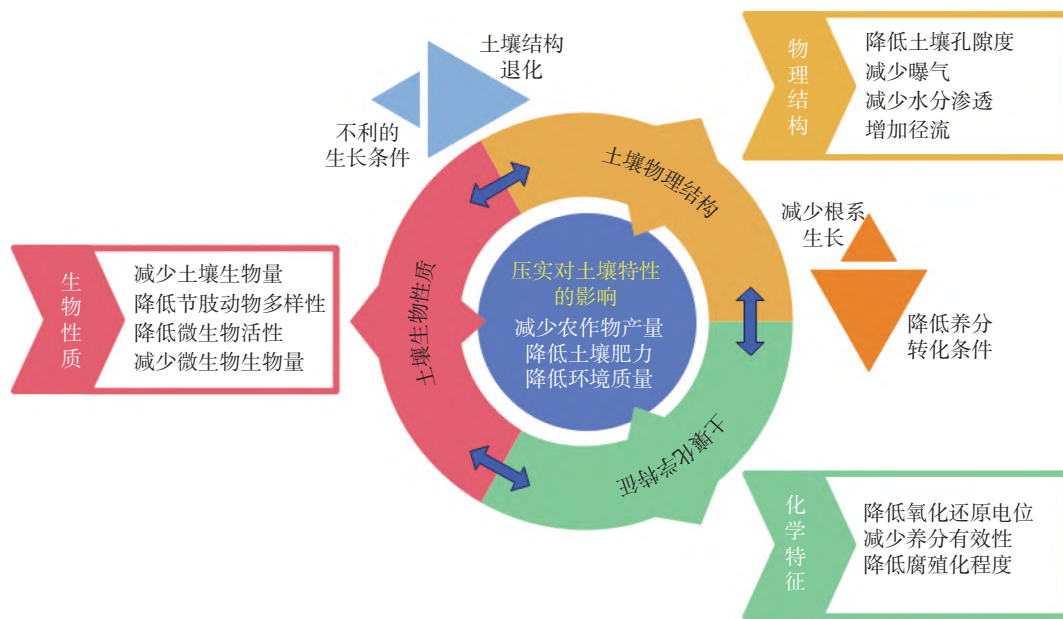 土壤结构
退化
不利的
生长条件
物理结构
降低土壤孔隙度
减少曝气
减少水分渗透
增加径流
土壤物理结构
减少根系
生长
降低养分
转化条件
生物性质
减少土壤生物量
降低节肢动物多样性
降低微生物活性
减少微生物生物量
土壤生物性质
压实对土壤特性
的影响
减少农作物产量
降低土壤肥力
降低环境质量
土壤化学特征
化学特征
降低氧化还原电位
减少养分有效性
降低腐殖化程度